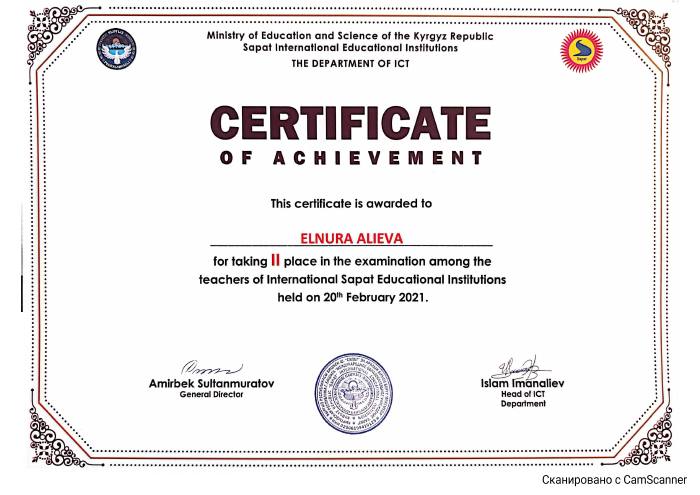 Ministry of Education and Science of the Kyrgyz Republic
Sapat International Educational Institutions
THE DEPARTMENT OF ICT
Sapat
CERTIFICATE
OF ACHIEVEMENT
This certificate is awarded to
ELNURA ALIEVA
for taking II place in the examination among the
teachers of International Sapat Educational Institutions
held on 20th February 2021.
Amirbek Sultanmuratov
General Director
Islam Imanaliev
Head of ICT
Department
Сканировано с CamScanner